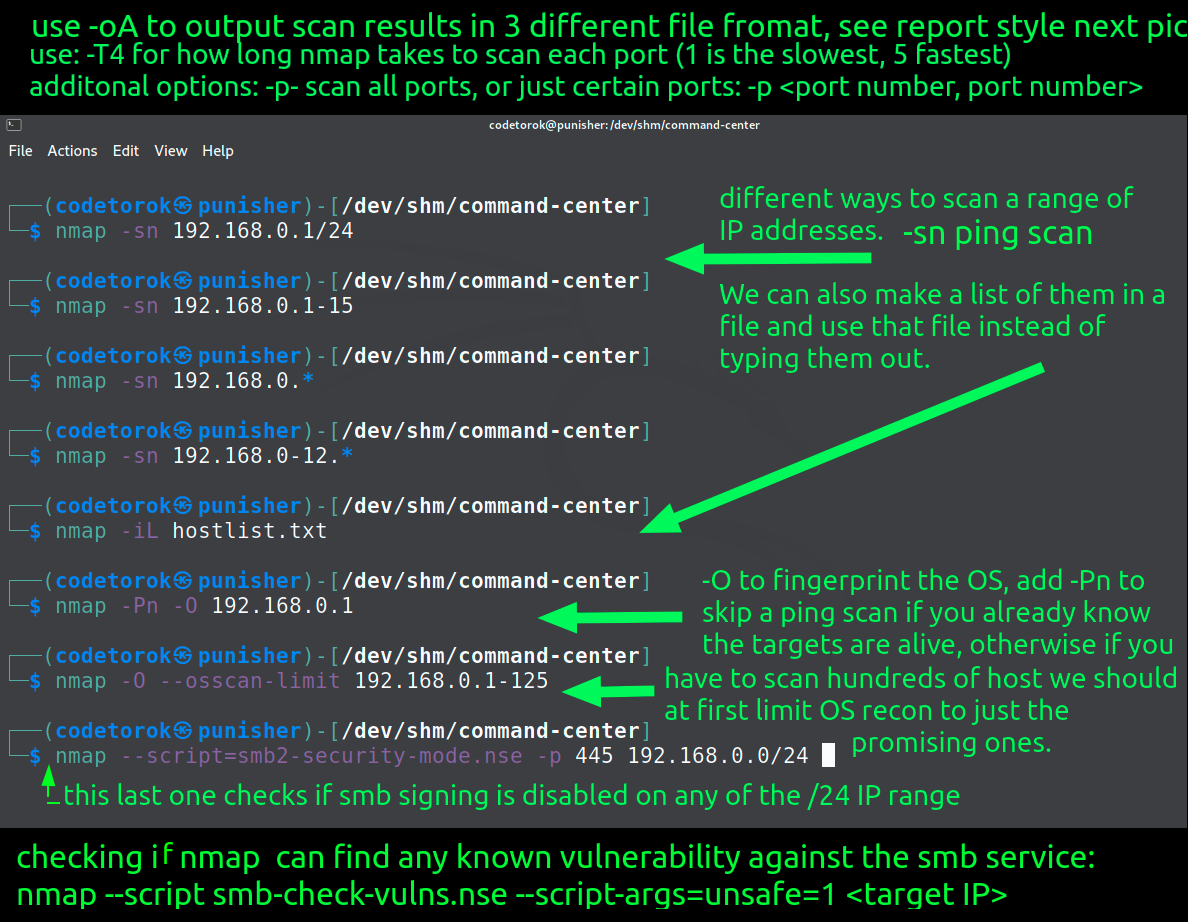 use -oA to output scan results in 3 different file fromat, see report style next pic
use: -T4 for how long nmap takes to scan each port (1 is the slowest, 5 fastest)
additonal options: -p- scan all ports, or just certain ports: -p <port number, port number>
codetorok@punisher:/dev/shm/command-center
File Actions Edit View Help
┌──(codetorok㉿punisher)-[/dev/shm/command-center]
└─$ nmap -sn 192.168.0.1/24
different ways to scan a range of
IP addresses. -sn ping scan
┌──(codetorok㉿punisher)-[/dev/shm/command-center]
└─$ nmap -sn 192.168.0.1-15
We can also make a list of them in a
file and use that file instead of
typing them out.
┌──(codetorok㉿punisher)-[/dev/shm/command-center]
└─$ nmap -sn 192.168.0.*
┌──(codetorok㉿punisher)-[/dev/shm/command-center]
└─$ nmap -sn 192.168.0-12.*
┌──(codetorok㉿punisher)-[/dev/shm/command-center]
└─$ nmap -iL hostlist.txt
┌──(codetorok㉿punisher)-[/dev/shm/command-center]
└─$ nmap -Pn -O 192.168.0.1
-O to fingerprint the OS, add -Pn to
skip a ping scan if you already know
the targets are alive, otherwise if you
have to scan hundreds of host we should
at first limit OS recon to just the
promising ones.
┌──(codetorok㉿punisher)-[/dev/shm/command-center]
└─$ nmap -O --osscan-limit 192.168.0.1-125
┌──(codetorok㉿punisher)-[/dev/shm/command-center]
└─$ nmap --script=smb2-security-mode.nse -p 445 192.168.0.0/24
this last one checks if smb signing is disabled on any of the /24 IP range
checking if nmap can find any known vulnerability against the smb service:
nmap --script smb-check-vulns.nse --script-args=unsafe=1 <target IP>